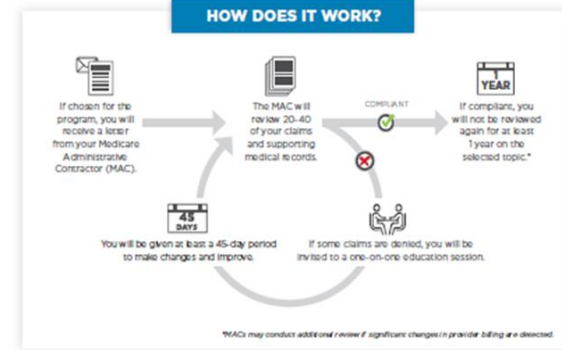 HOW DOES IT WORK?
If chosen for the
program, you will
receive a letter
from your Medicare
Administrative
Contractor (MAC).
The MAC will
review 20-40
of your claims
and supporting
medical records.
COMPLIANT
1
YEAR
If compliant, you
will not be reviewed
again for at least
1 year on the
selected topic.*
45
DAYS
You will be given at least a 45-day period
to make changes and improve.
If some claims are denied, you will be
invited to a one-on-one education session.
*MACs may conduct additional review if significant changes in provider billing are detected.